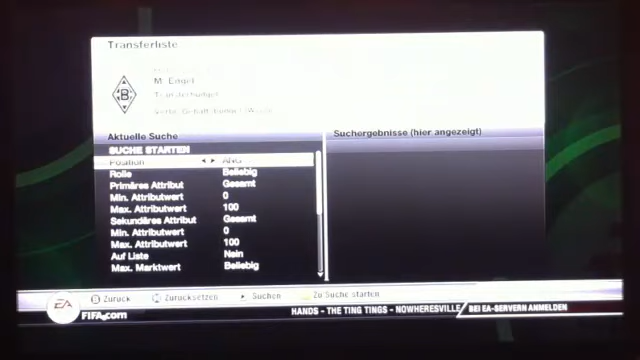 Transferliste
M. Engel
Aktuelle Suche
Suchergebnisse (hier angezeigt)
SUCHE STARTEN
Position ANG
Rolle Beliebig
Primäres Attribut Gesamt
Min. Attributwert 0
Max. Attributwert 100
Sekundäres Attribut Gesamt
Min. Attributwert 0
Max. Attributwert 100
Auf Liste Nein
Max. Marktwert Beliebig
B Zurück Zurücksetzen Suchen Zu Suche starten
EA
FIFA.com
HANDS - THE TING TINGS - NOWHERESVILLE
BEI EA-SERVERN ANMELDEN